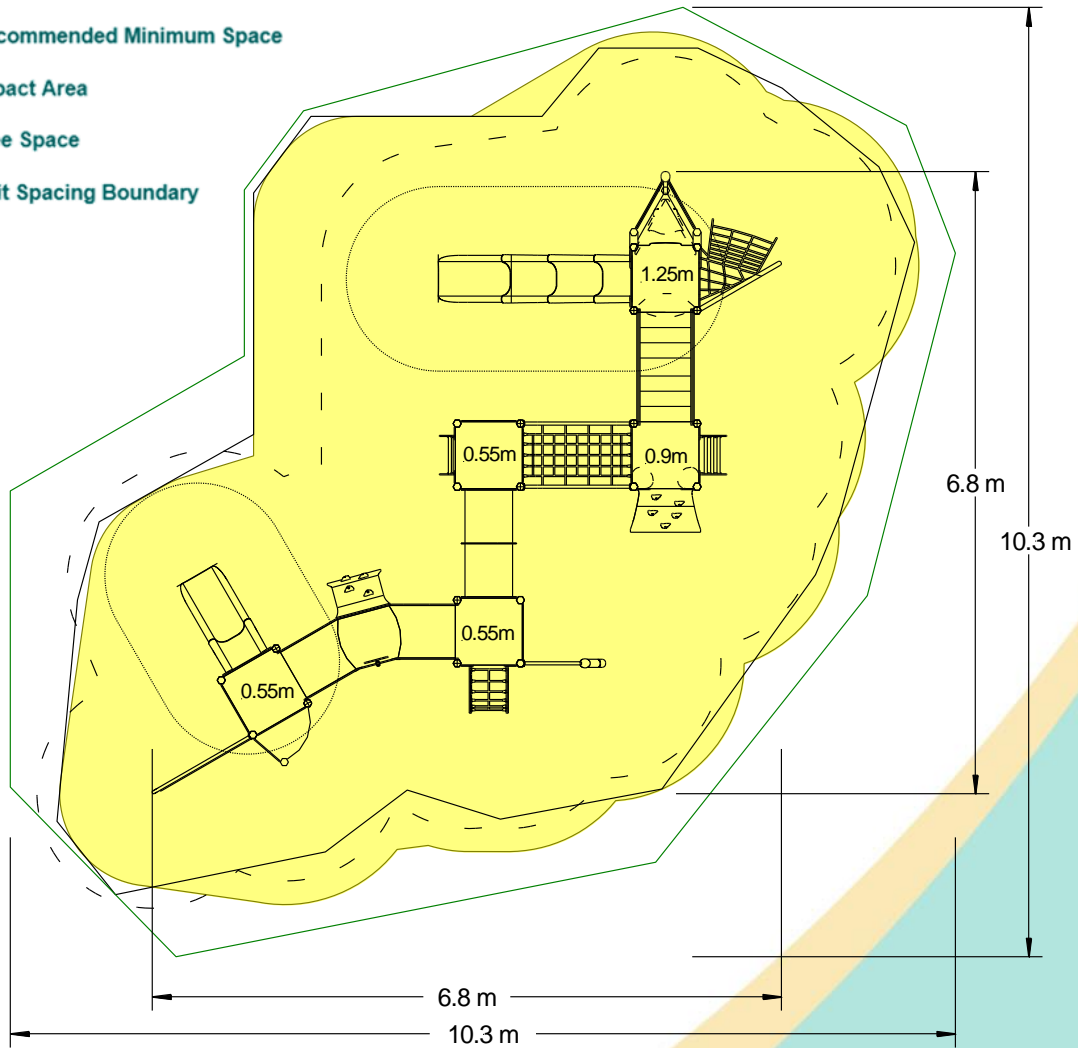 commended Minimum Space
pact Area
e Space
it Spacing Boundary
1.25m
0.55m
0.9m
6.8 m
10.3 m
0.55m
0.55m
6.8 m
10.3 m